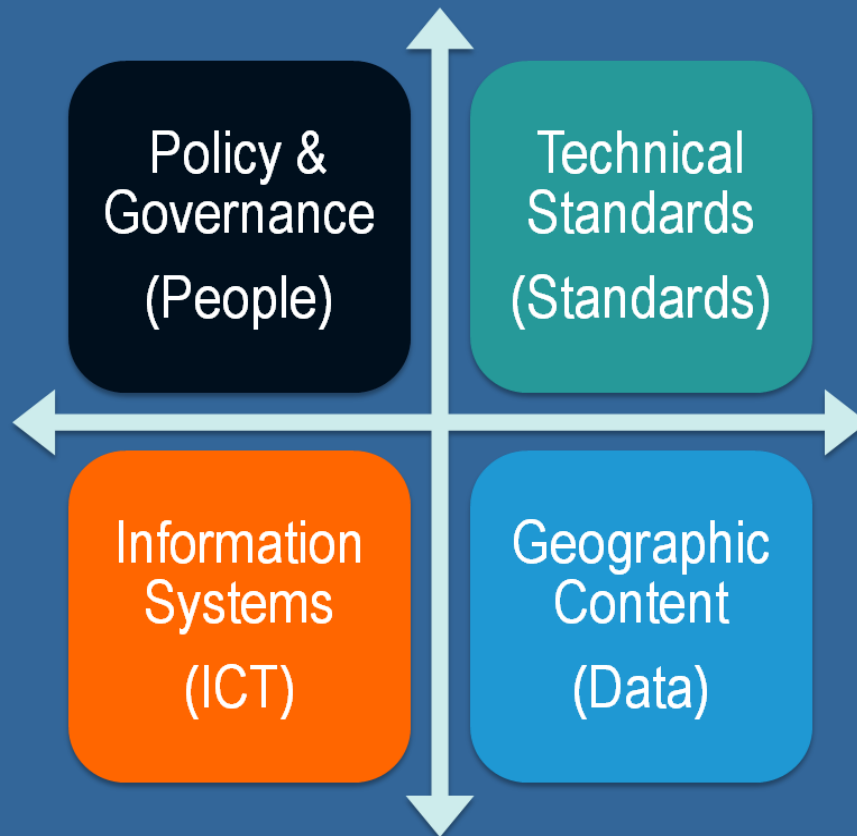 Policy &
Governance
(People)
Technical
Standards
(Standards)
Information
Systems
(ICT)
Geographic
Content
(Data)